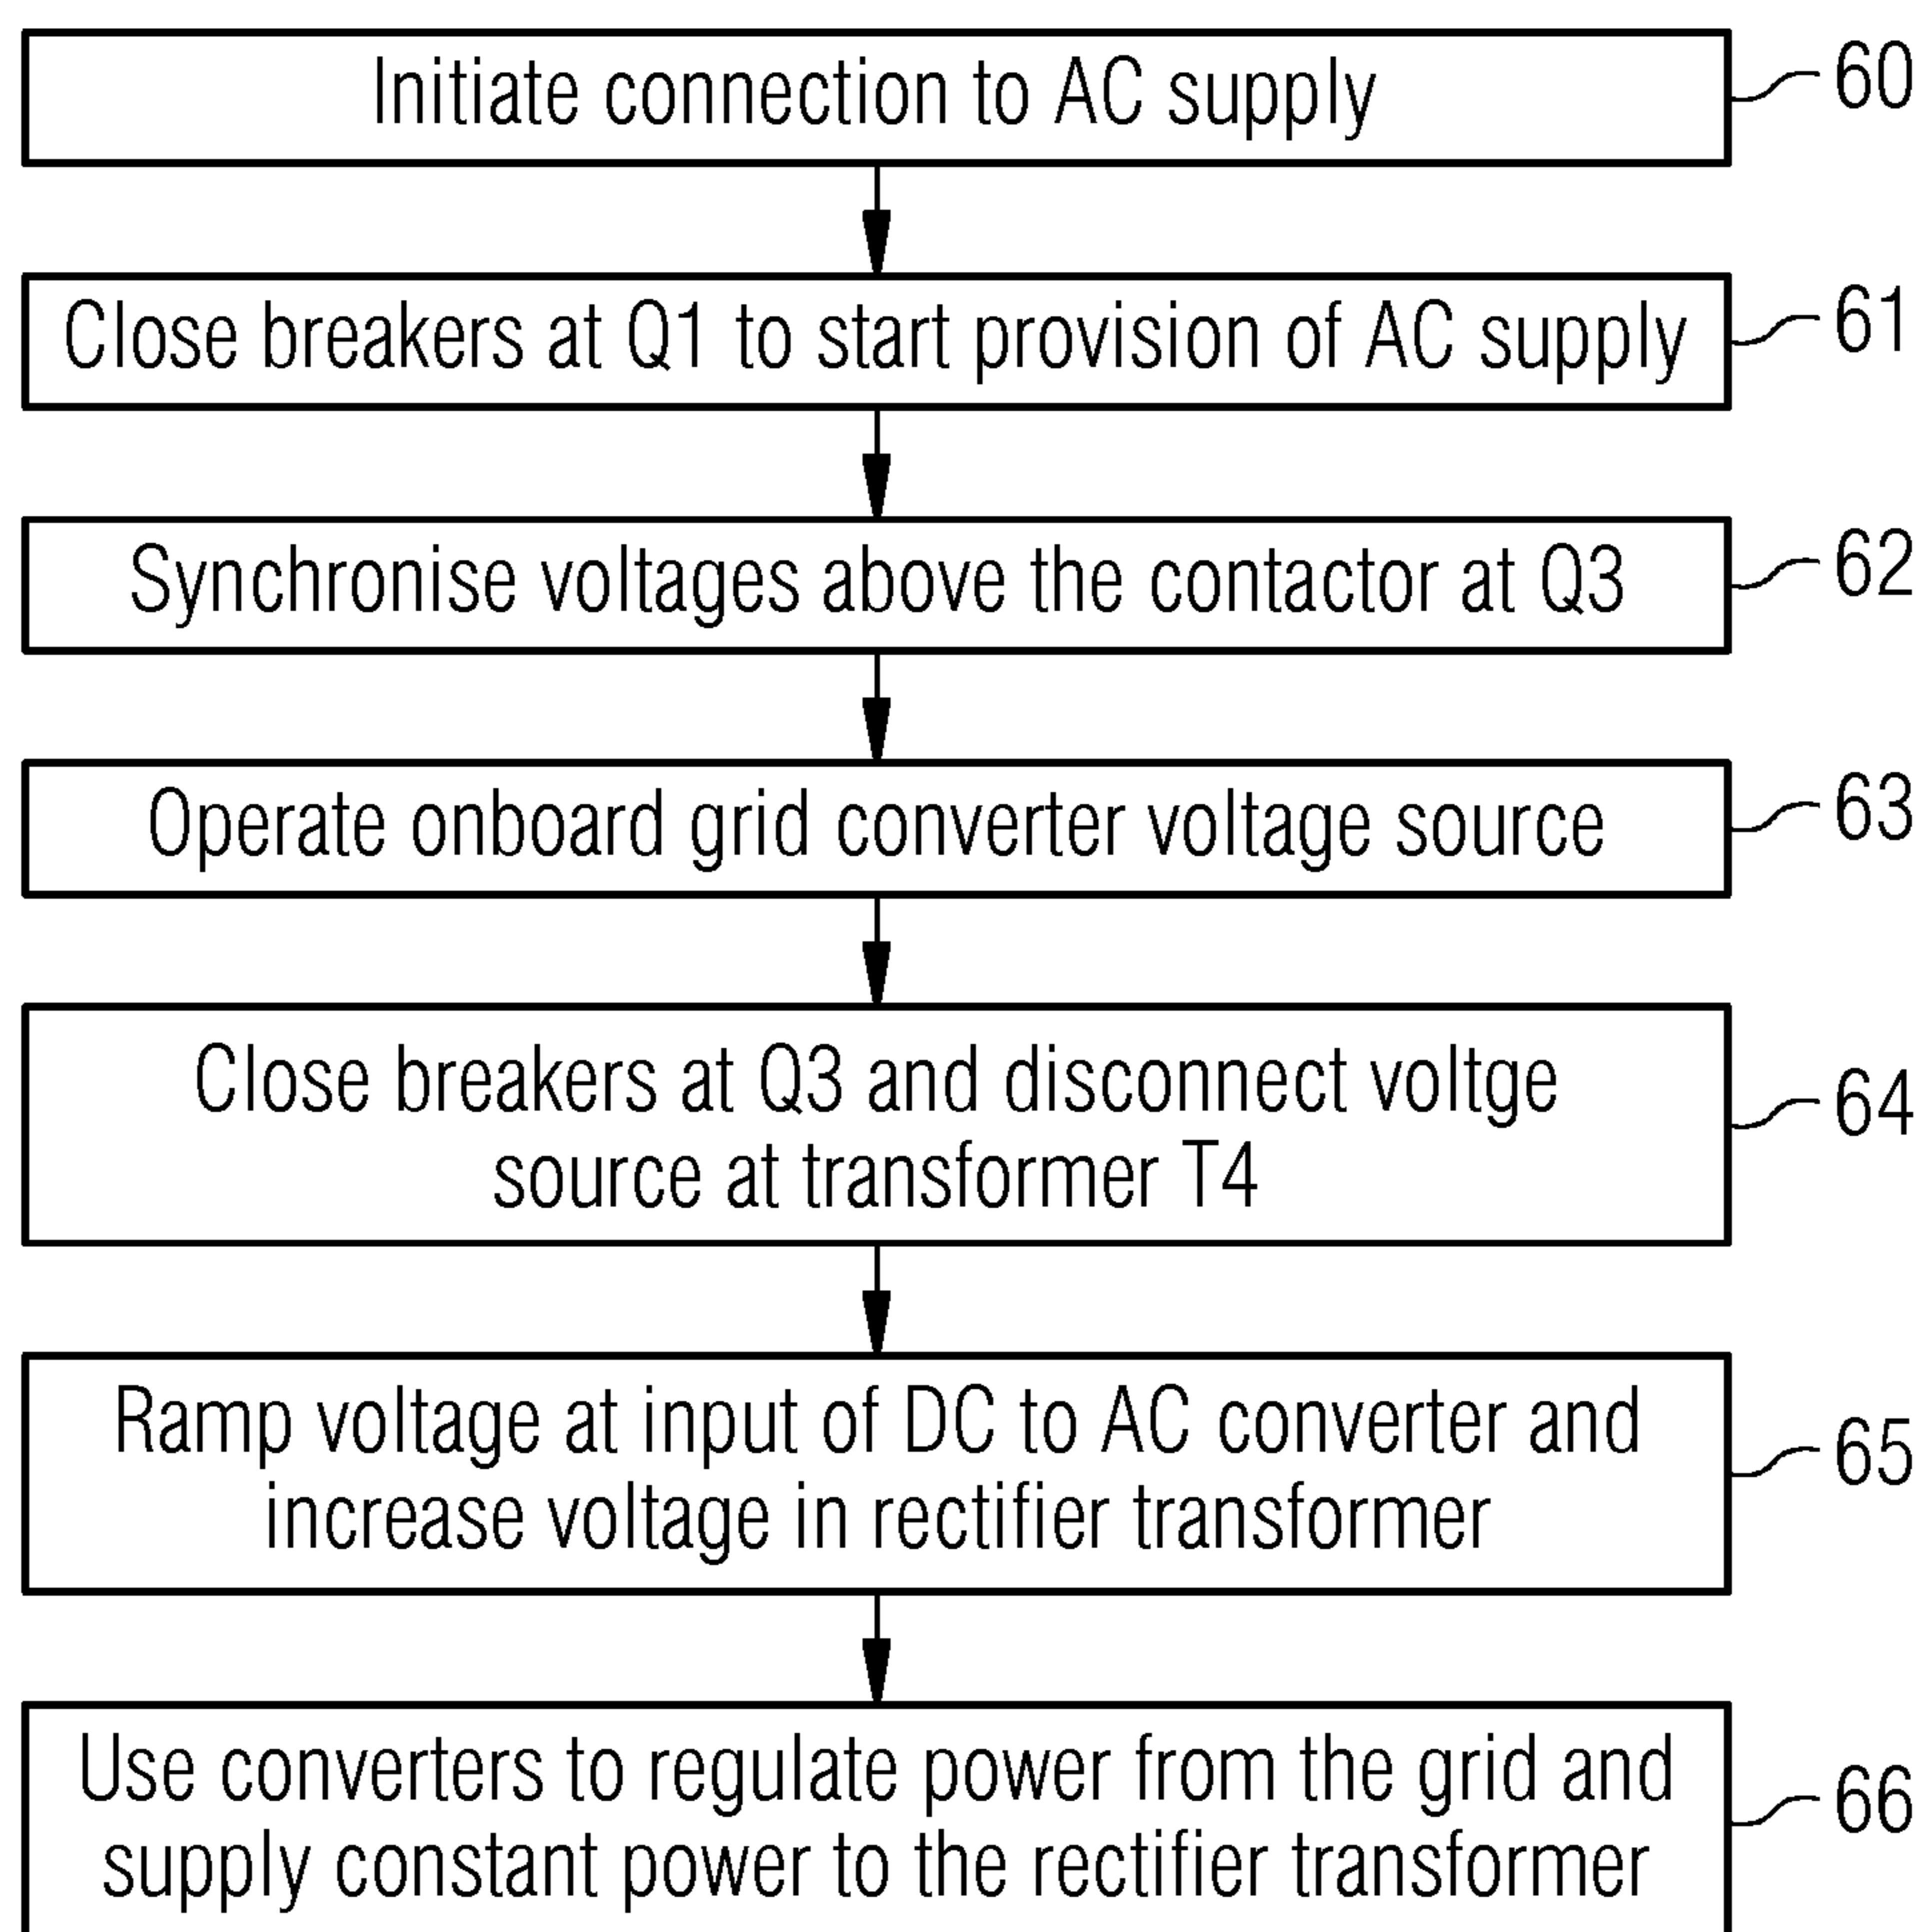 Initiate connection to AC supply
60
Close breakers at Q1 to start provision of AC supply
61
Synchronise voltages above the contactor at Q3
62
Operate onboard grid converter voltage source
63
Close breakers at Q3 and disconnect voltge
source at transformer T4
64
Ramp voltage at input of DC to AC converter and
increase voltage in rectifier transformer
65
Use converters to regulate power from the grid and
supply constant power to the rectifier transformer
66